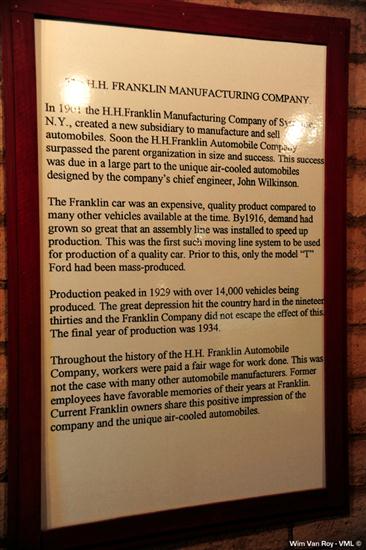 H.H. FRANKLIN MANUFACTURING COMPANY.
In 1901 the H.H.Franklin Manufacturing Company of
N.Y., created a new subsidiary to manufacture and sell
automobiles. Soon the H.H.Franklin Automobile Company
surpassed the parent organization in size and success. This success
was due in a large part to the unique air-cooled automobiles
designed by the company's chief engineer, John Wilkinson.
The Franklin car was an expensive, quality product compared to
many other vehicles available at the time. By1916, demand had
grown so great that an assembly line was installed to speed up
production. This was the first such moving line system to be used
for production of a quality car. Prior to this, only the model "T"
Ford had been mass-produced.
Production peaked in 1929 with over 14,000 vehicles being
produced. The great depression hit the country hard in the nineteen
thirties and the Franklin Company did not escape the effect of this.
The final year of production was 1934.
Throughout the history of the H.H. Franklin Automobile
Company, workers were paid a fair wage for work done. This was
not the case with many other automobile manufacturers. Former
employees have favorable memories of their years at Franklin.
Current Franklin owners share this positive impression of the
company and the unique air-cooled automobiles.
Wim Van Roy - VML ©